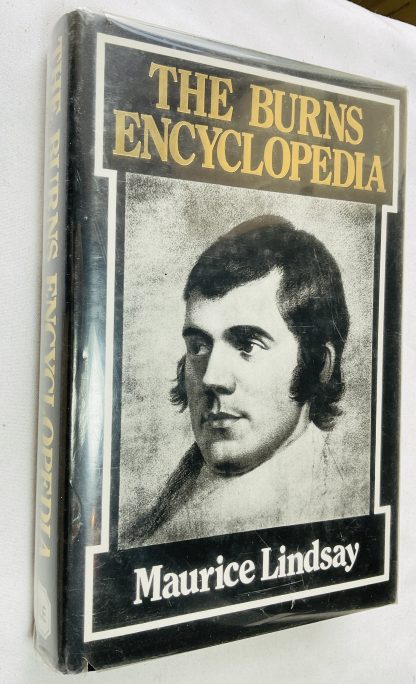 THE BURNS
ENCYCLOPEDIA
Maurice Lindsay
THE BURNS ENCYCLOPEDIA